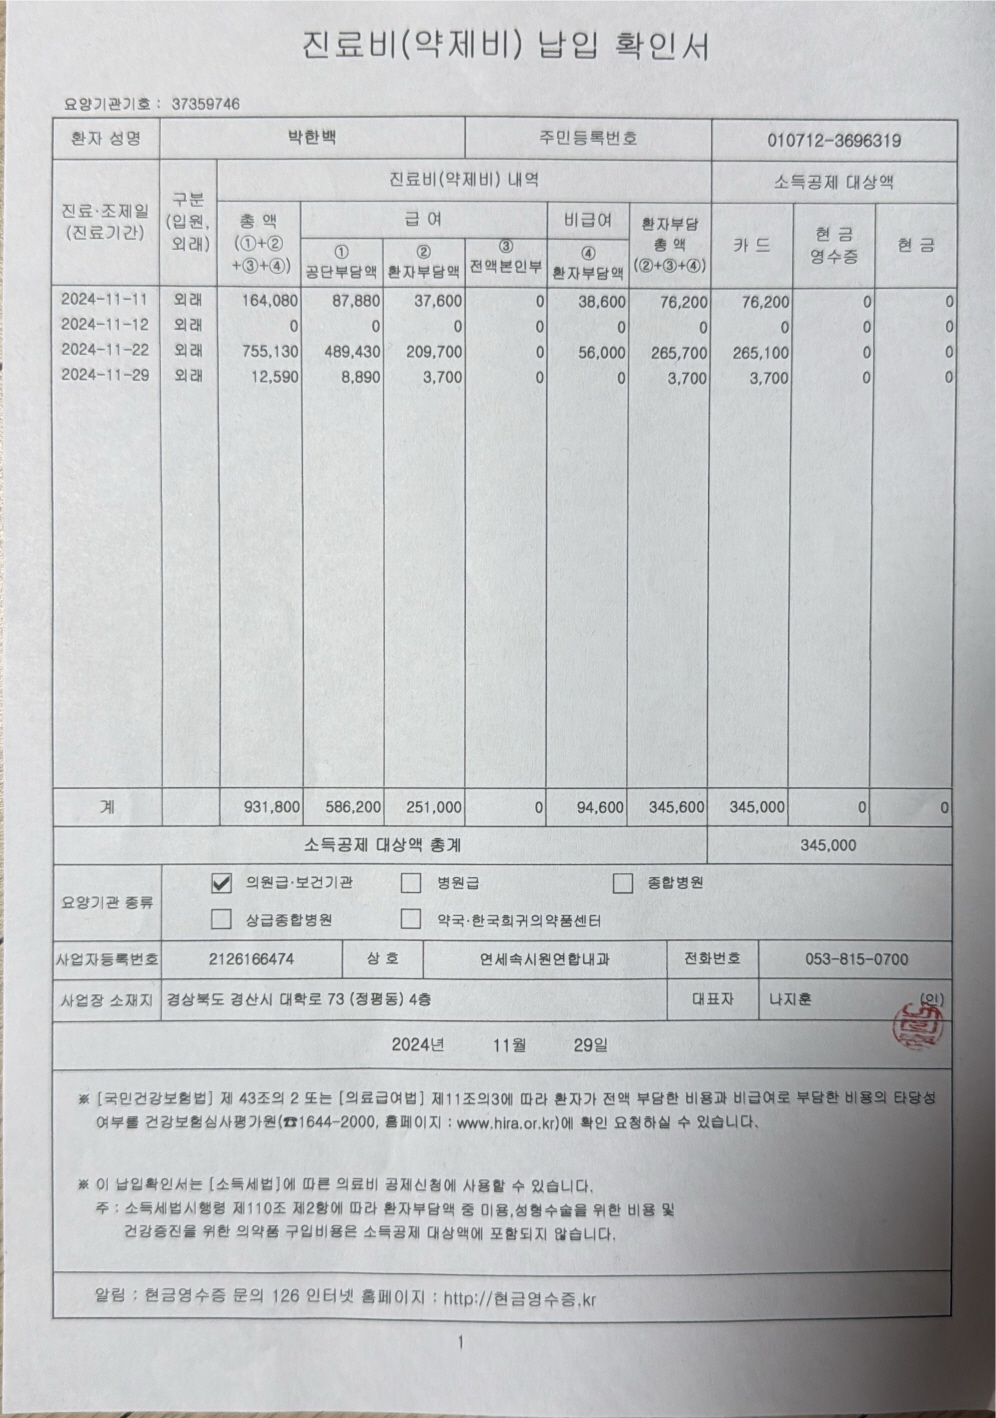 진료비(약제비) 납입 확인서
요양기관기호 : 37359746
환자 성명 박한백 주민등록번호 010712-3696319
진료·조제일 (진료기간) 구분 (입원, 외래) 진료비(약제비) 내역 소득공제 대상액
총 액 (①+②+③+④) 급 여 비급여 환자부담 총 액 (②+③+④) 카 드 현 금 영수증 현 금
① 공단부담액 ② 환자부담액 ③ 전액본인부 ④ 환자부담액
2024-11-11 외래 164,080 87,880 37,600 0 38,600 76,200 76,200 0 0
2024-11-12 외래 0 0 0 0 0 0 0 0 0
2024-11-22 외래 755,130 489,430 209,700 0 56,000 265,700 265,100 0 0
2024-11-29 외래 12,590 8,890 3,700 0 0 3,700 3,700 0 0
계 931,800 586,200 251,000 0 94,600 345,600 345,000 0 0
소득공제 대상액 총계 345,000
요양기관 종류 ☑ 의원급·보건기관 □ 병원급 □ 종합병원
□ 상급종합병원 □ 약국·한국희귀의약품센터
사업자등록번호 2126166474 상 호 연세속시원연합내과 전화번호 053-815-0700
사업장 소재지 경상북도 경산시 대학로 73 (정평동) 4층 대표자 나지훈 (인)
2024년 11월 29일
※ [국민건강보험법] 제 43조의 2 또는 [의료급여법] 제11조의3에 따라 환자가 전액 부담한 비용과 비급여로 부담한 비용의 타당성
여부를 건강보험심사평가원(☎1644-2000, 홈페이지 : www.hira.or.kr)에 확인 요청하실 수 있습니다.
※ 이 납입확인서는 [소득세법]에 따른 의료비 공제신청에 사용할 수 있습니다.
주 : 소득세법시행령 제110조 제2항에 따라 환자부담액 중 미용,성형수술을 위한 비용 및
건강증진을 위한 의약품 구입비용은 소득공제 대상액에 포함되지 않습니다.
알림 : 현금영수증 문의 126 인터넷 홈페이지 : http://현금영수증.kr
1